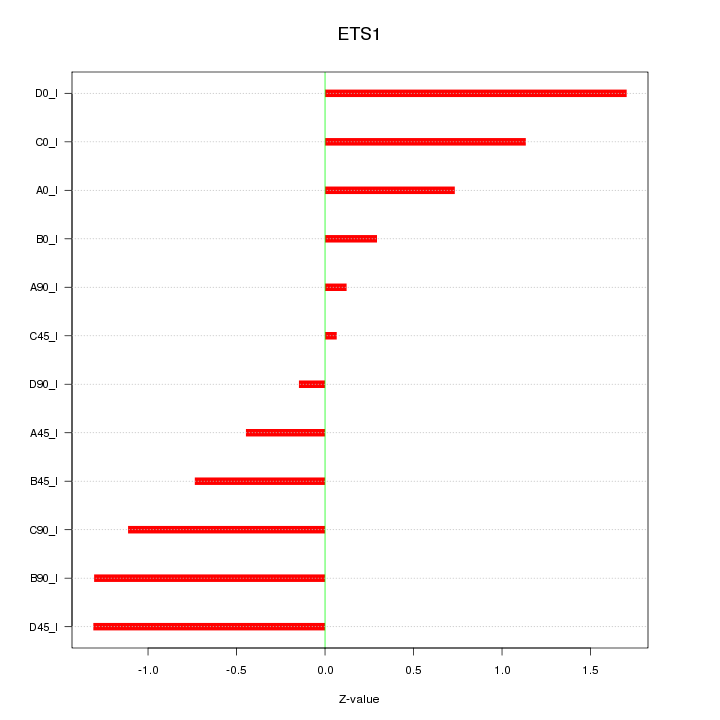 ETS1
D0_I
C0_I
A0_I
B0_I
A90_I
C45_I
D90_I
A45_I
B45_I
C90_I
B90_I
D45_I
-1.0 -0.5 0.0 0.5 1.0 1.5
Z-value